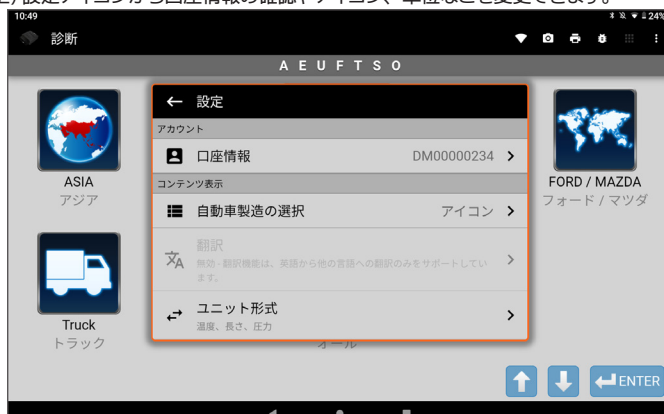 設定アイコンから口座情報の確認やアイコン、単位などを変更できます。
10:49
24%
診断
A E U F T S O
設定
アカウント
口座情報 DM00000234
コンテンツ表示
自動車製造の選択 アイコン
翻訳
無効 - 翻訳機能は、英語から他の言語への翻訳のみをサポートしてい
ます。
ユニット形式
温度、長さ、圧力
ASIA
アジア
FORD / MAZDA
フォード / マツダ
Truck
トラック
オール
ENTER